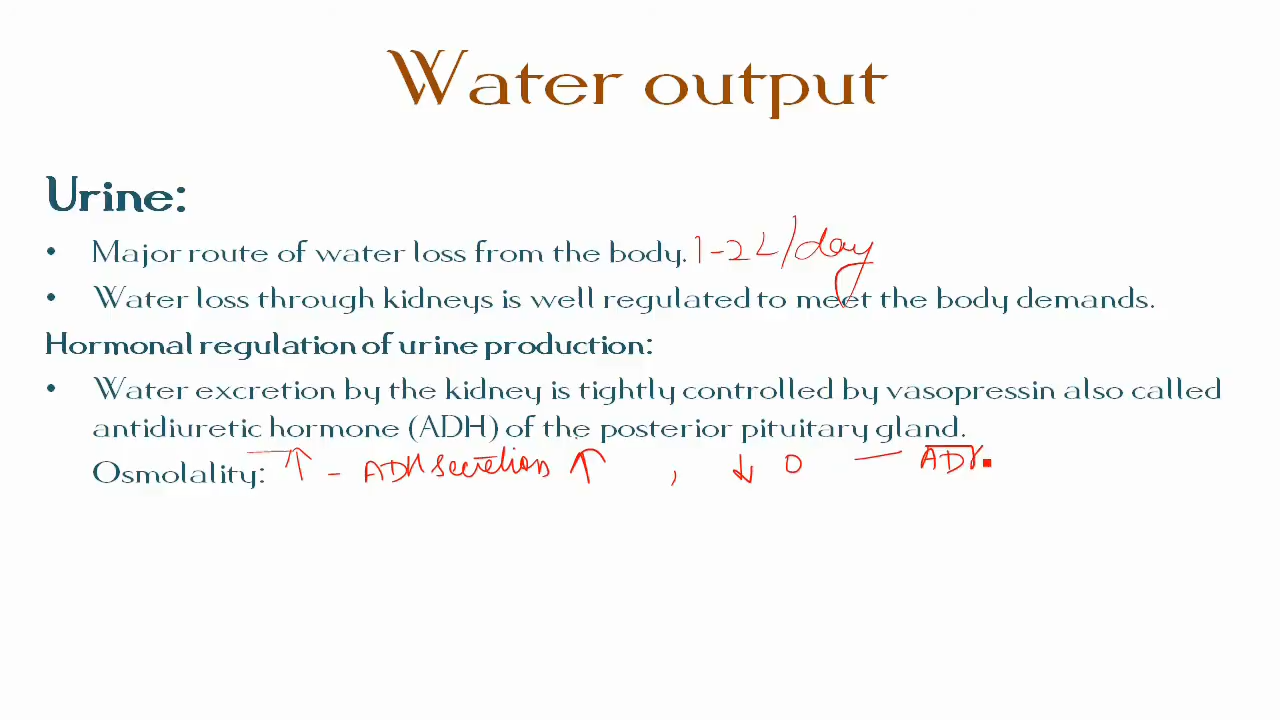 Water output
Urine:
• Major route of water loss from the body. 1-2L/day
• Water loss through kidneys is well regulated to meet the body demands.
Hormonal regulation of urine production:
• Water excretion by the kidney is tightly controlled by vasopressin also called
antidiuretic hormone (ADH) of the posterior pituitary gland.
Osmolality: ↑ - ADH secretion ↑ , ↓ O —